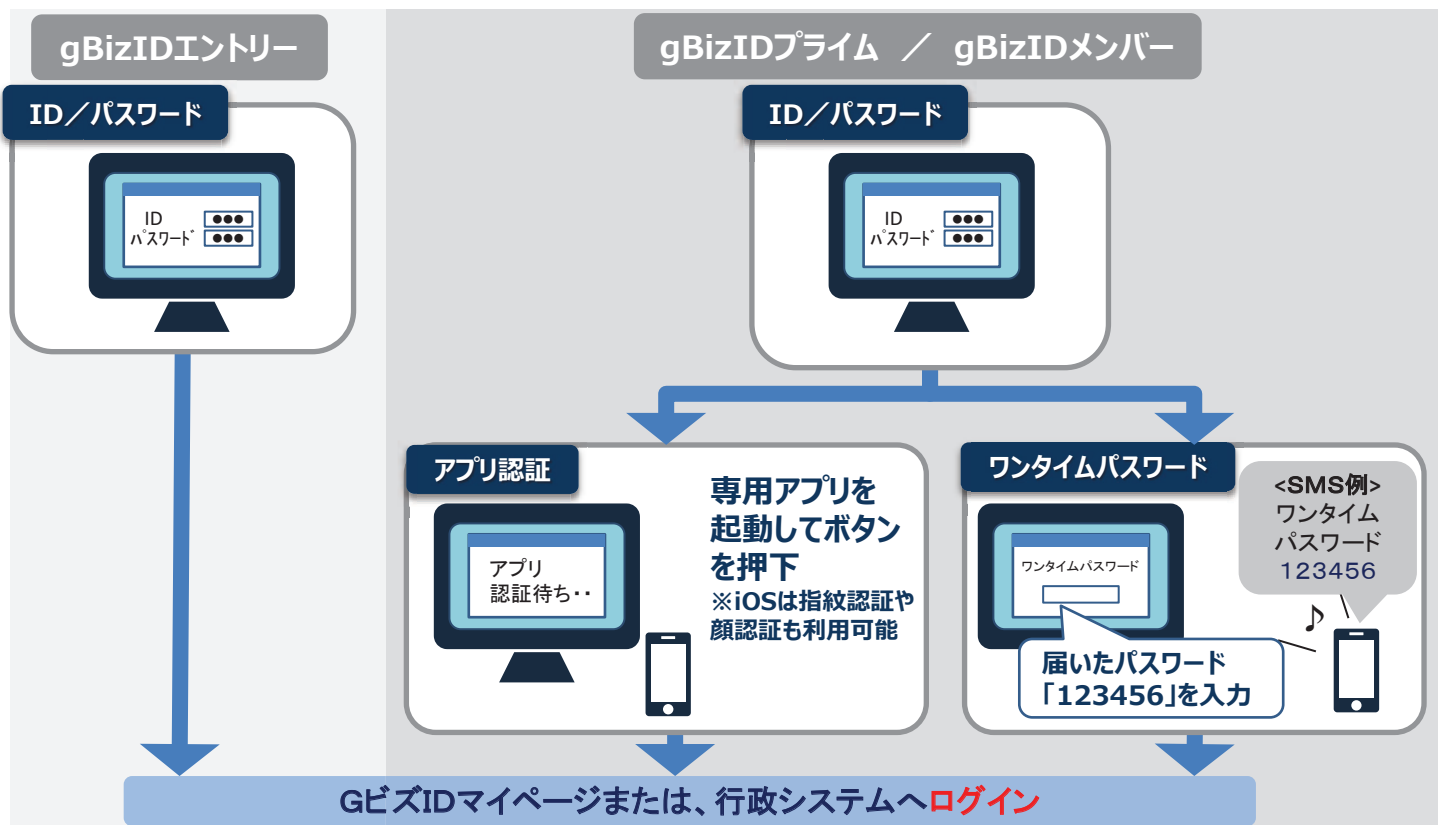 gBizIDエントリー
gBizIDプライム ／ gBizIDメンバー
ID／パスワード
ID ●●●
パスワード ●●●
ID／パスワード
ID ●●●
パスワード ●●●
アプリ認証
アプリ
認証待ち・・
専用アプリを
起動してボタン
を押下
※iOSは指紋認証や
顔認証も利用可能
ワンタイムパスワード
ワンタイムパスワード
<SMS例>
ワンタイム
パスワード
123456
♪
届いたパスワード
「123456」を入力
GビズIDマイページまたは、行政システムへログイン